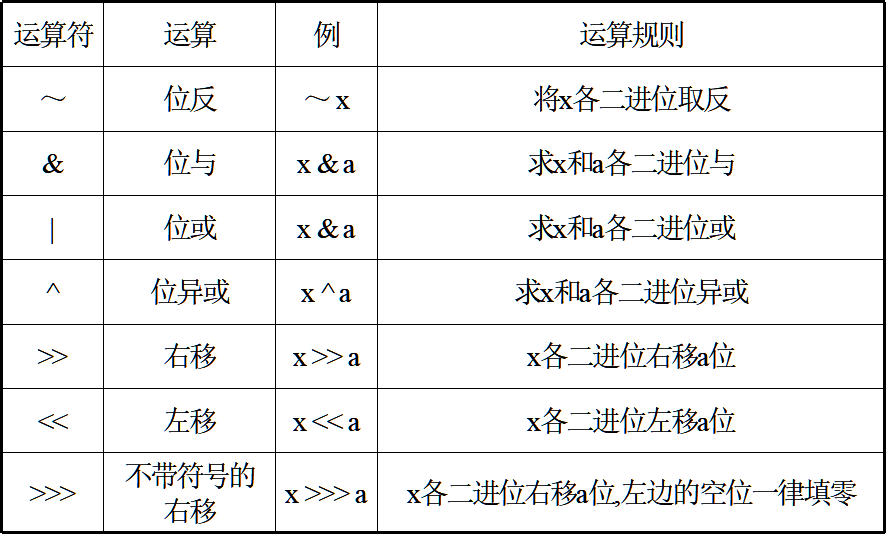 运算符 运算 例 运算规则
~ 位反 ~ x 将x各二进位取反
& 位与 x & a 求x和a各二进位与
| 位或 x & a 求x和a各二进位或
^ 位异或 x ^ a 求x和a各二进位异或
>> 右移 x >> a x各二进位右移a位
<< 左移 x << a x各二进位左移a位
>>> 不带符号的
右移 x >>> a x各二进位右移a位,左边的空位一律填零